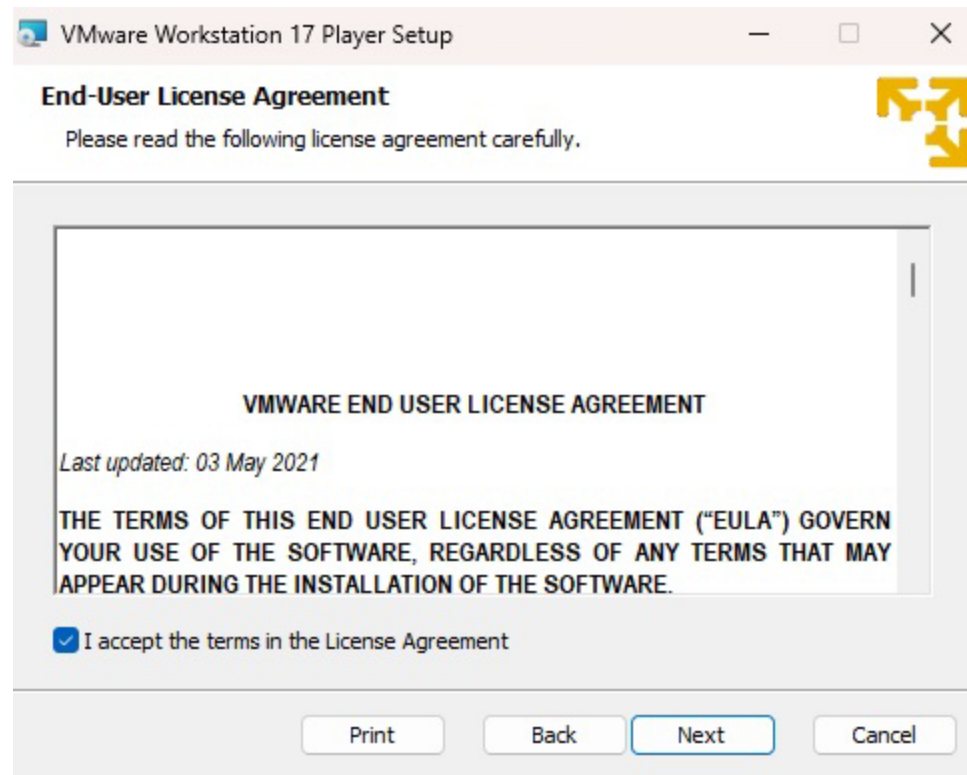 VMware Workstation 17 Player Setup
End-User License Agreement
Please read the following license agreement carefully.
VMWARE END USER LICENSE AGREEMENT
Last updated: 03 May 2021
THE TERMS OF THIS END USER LICENSE AGREEMENT (“EULA”) GOVERN
YOUR USE OF THE SOFTWARE, REGARDLESS OF ANY TERMS THAT MAY
APPEAR DURING THE INSTALLATION OF THE SOFTWARE.
I accept the terms in the License Agreement
Print Back Next Cancel